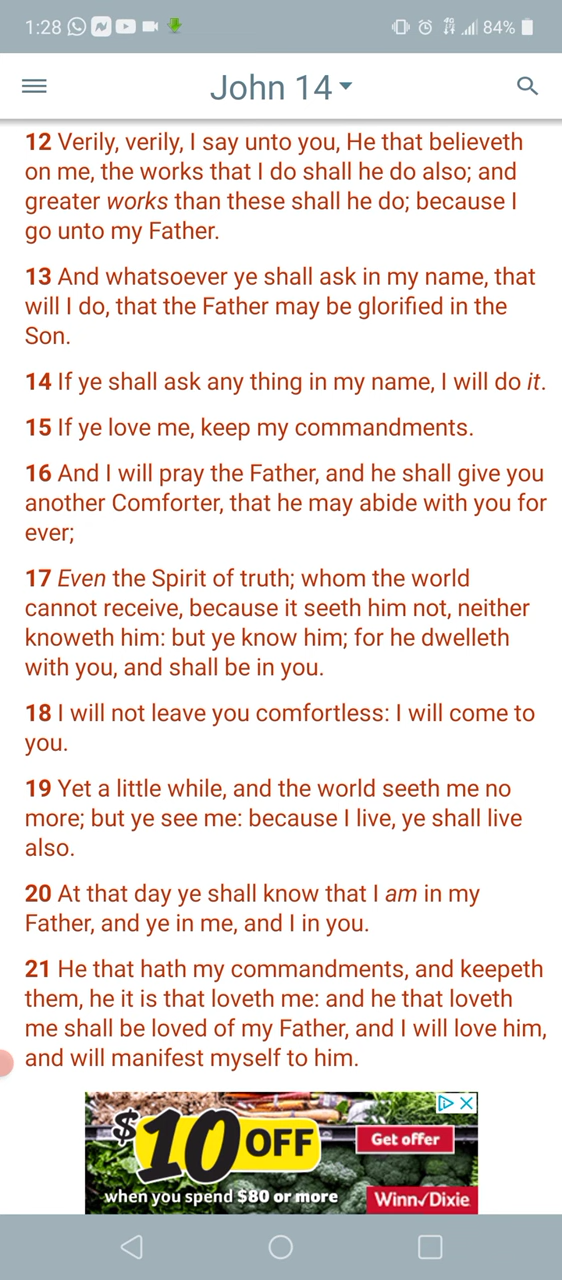 1:28
84%
John 14
12 Verily, verily, I say unto you, He that believeth
on me, the works that I do shall he do also; and
greater works than these shall he do; because I
go unto my Father.
13 And whatsoever ye shall ask in my name, that
will I do, that the Father may be glorified in the
Son.
14 If ye shall ask any thing in my name, I will do it.
15 If ye love me, keep my commandments.
16 And I will pray the Father, and he shall give you
another Comforter, that he may abide with you for
ever;
17 Even the Spirit of truth; whom the world
cannot receive, because it seeth him not, neither
knoweth him: but ye know him; for he dwelleth
with you, and shall be in you.
18 I will not leave you comfortless: I will come to
you.
19 Yet a little while, and the world seeth me no
more; but ye see me: because I live, ye shall live
also.
20 At that day ye shall know that I am in my
Father, and ye in me, and I in you.
21 He that hath my commandments, and keepeth
them, he it is that loveth me: and he that loveth
me shall be loved of my Father, and I will love him,
and will manifest myself to him.
$10 OFF
Get offer
when you spend $80 or more
Winn✓Dixie